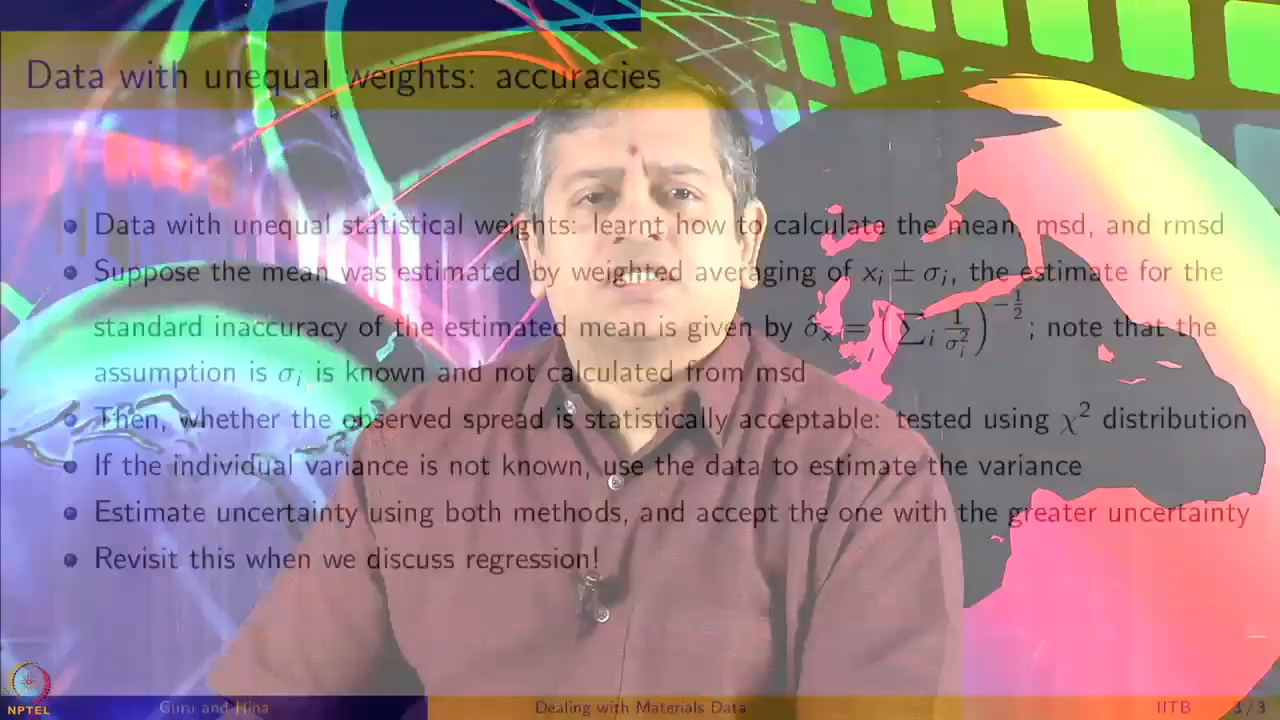 Data with unequal weights: accuracies
• Data with unequal statistical weights: learnt how to calculate the mean, msd, and rmsd
• Suppose the mean was estimated by weighted averaging of xᵢ ± σᵢ, the estimate for the
standard inaccuracy of the estimated mean is given by σ̂ₓ̄ = (∑ᵢ 1/σᵢ²)^(−1/2); note that the
assumption is σᵢ is known and not calculated from msd
• Then, whether the observed spread is statistically acceptable: tested using χ² distribution
• If the individual variance is not known, use the data to estimate the variance
• Estimate uncertainty using both methods, and accept the one with the greater uncertainty
• Revisit this when we discuss regression!
NPTEL
Guru and Hina Dealing with Materials Data IITB 3 / 3